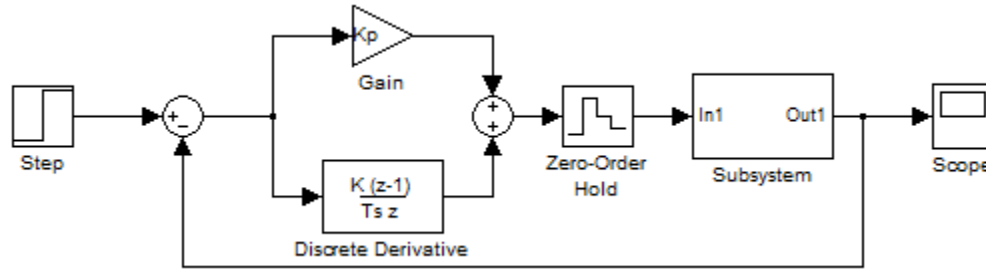 Kp
Gain
+
−
Step
+
+
Zero-Order
Hold
In1 Out1
Subsystem
Scope
K (z-1)
Ts z
Discrete Derivative